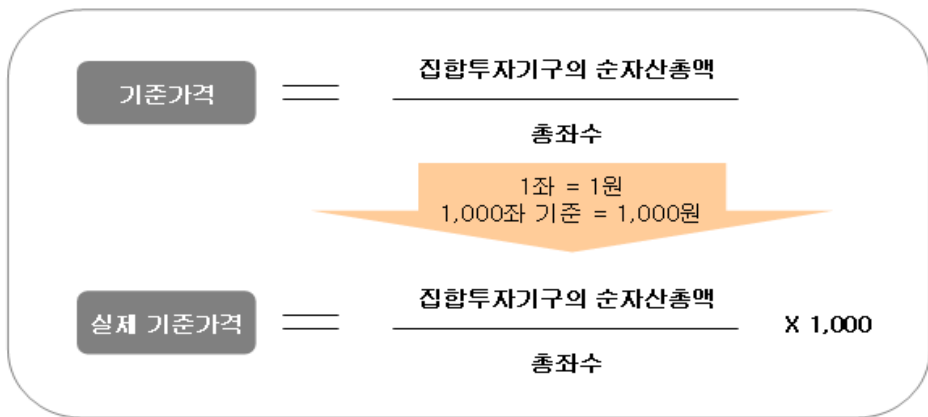 집합투자기구의 순자산총액
기준가격
총좌수
1좌 = 1원
1,000좌 기준 = 1,000원
집합투자기구의 순자산총액
실제 기준가격
X 1,000
총좌수